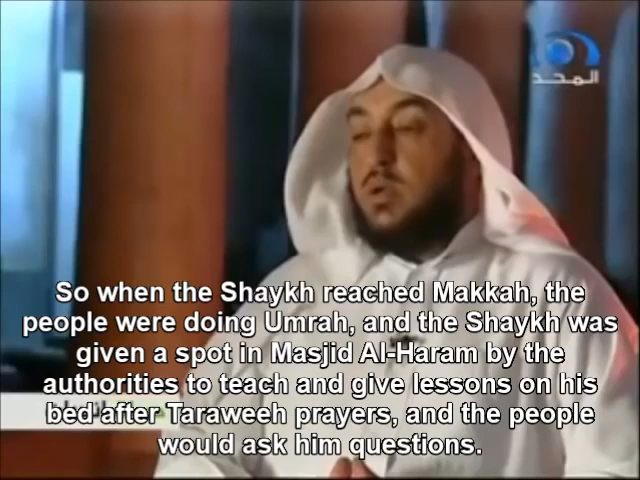 المجد
So when the Shaykh reached Makkah, the
people were doing Umrah, and the Shaykh was
given a spot in Masjid Al-Haram by the
authorities to teach and give lessons on his
bed after Taraweeh prayers, and the people
would ask him questions.